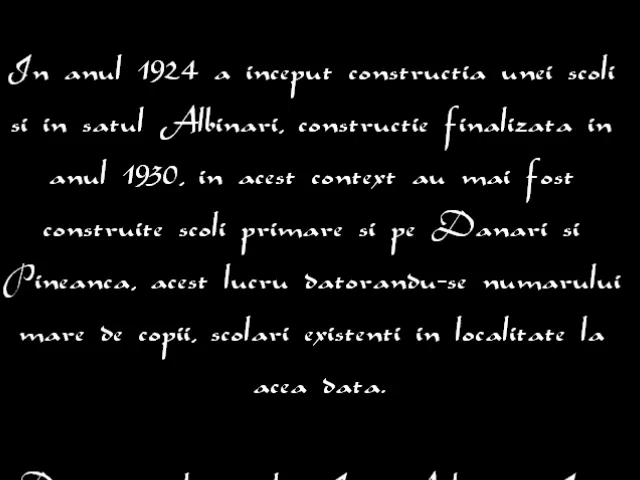 In anul 1924 a inceput constructia unei scoli
si in satul Albinari, constructie finalizata in
anul 1930, in acest context au mai fost
construite scoli primare si pe Danari si
Pineanca, acest lucru datorandu-se numarului
mare de copii, scolari existenti in localitate la
acea data.